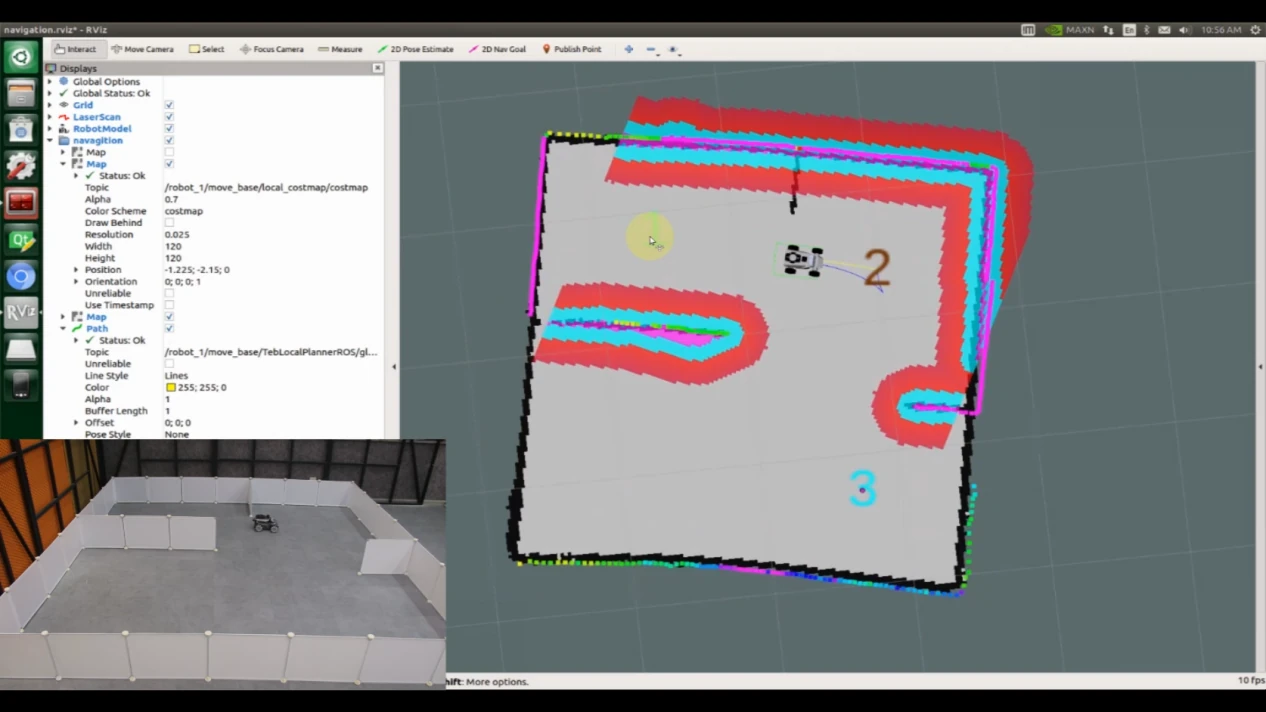 navigation.rviz* - RViz
MAXN En 10:56 AM
Interact Move Camera Select Focus Camera Measure 2D Pose Estimate 2D Nav Goal Publish Point
Displays
Global Options
Global Status: Ok
Grid
LaserScan
RobotModel
navagition
Map
Map
Status: Ok
Topic /robot_1/move_base/local_costmap/costmap
Alpha 0.7
Color Scheme costmap
Draw Behind
Resolution 0.025
Width 120
Height 120
Position -1.225; -2.15; 0
Orientation 0; 0; 0; 1
Unreliable
Use Timestamp
Map
Path
Status: Ok
Topic /robot_1/move_base/TebLocalPlannerROS/gl...
Unreliable
Line Style Lines
Color 255; 255; 0
Alpha 1
Buffer Length 1
Offset 0; 0; 0
Pose Style None
Qt
RViz
2
3
hift: More options. 10 fps